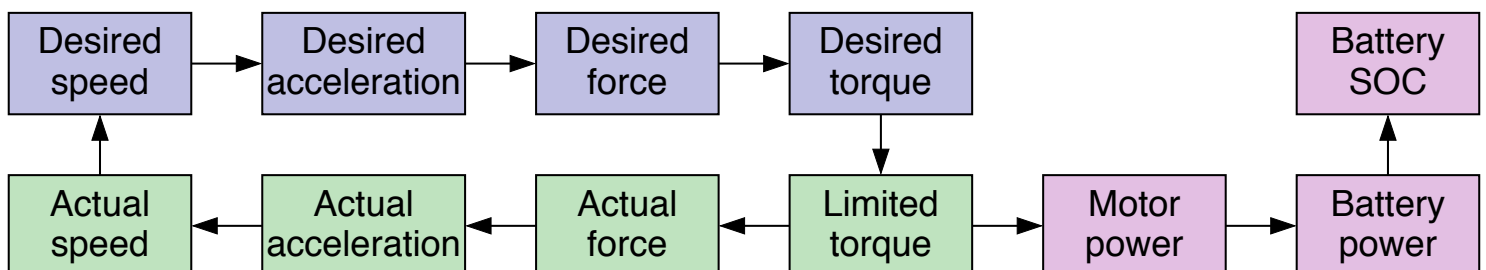 Desired
speed
Desired
acceleration
Desired
force
Desired
torque
Battery
SOC
Actual
speed
Actual
acceleration
Actual
force
Limited
torque
Motor
power
Battery
power